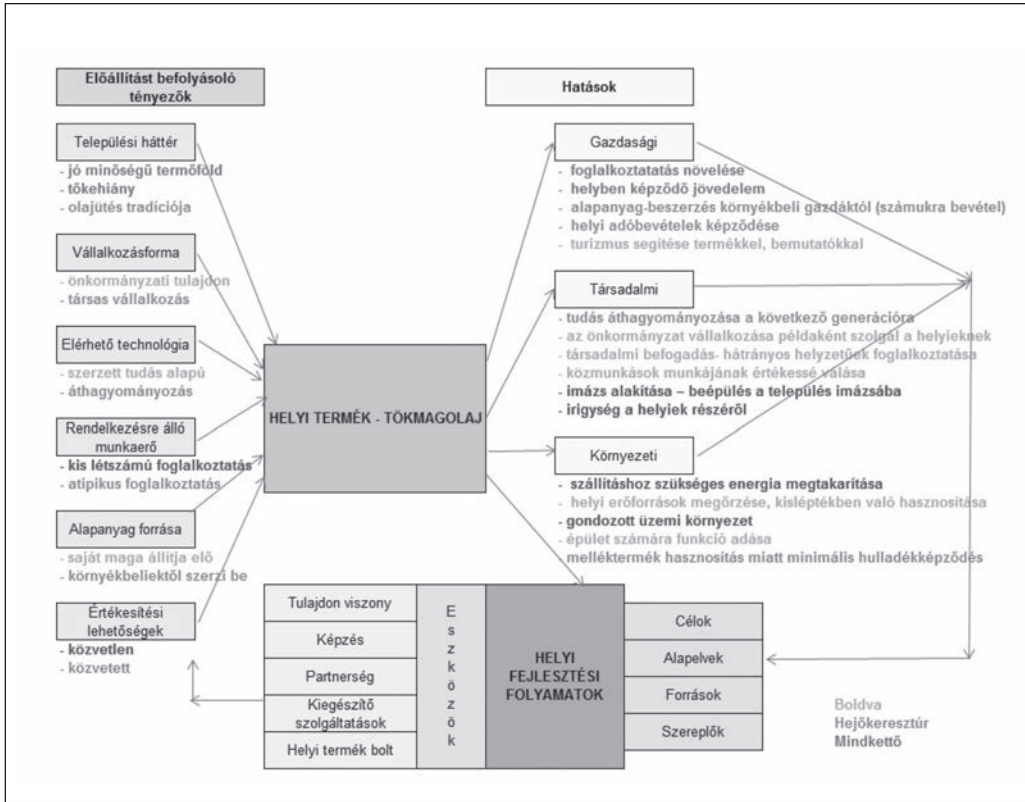 Előállítást befolyásoló
tényezők
Települési háttér
- jó minőségű termőföld
- tőkehiány
- olajütés tradíciója
Vállalkozásforma
- önkormányzati tulajdon
- társas vállalkozás
Elérhető technológia
- szerzett tudás alapú
- áthagyományozás
Rendelkezésre álló
munkaerő
- kis létszámú foglalkoztatás
- atipikus foglalkoztatás
Alapanyag forrása
- saját maga állítja elő
- környékbeliektől szerzi be
Értékesítési
lehetőségek
- közvetlen
- közvetett
HELYI TERMÉK - TÖKMAGOLAJ
Hatások
Gazdasági
- foglalkoztatatás növelése
- helyben képződő jövedelem
- alapanyag-beszerzés környékbeli gazdáktól (számukra bevétel)
- helyi adóbevételek képződése
- turizmus segítése termékkel, bemutatókkal
Társadalmi
- tudás áthagyományozása a következő generációra
- az önkormányzat vállalkozása példaként szolgál a helyieknek
- társadalmi befogadás- hátrányos helyzetűek foglalkoztatása
- közmunkások munkájának értékessé válása
- imázs alakítása – beépülés a település imázsába
- irigység a helyiek részéről
Környezeti
- szállításhoz szükséges energia megtakarítása
- helyi erőforrások megőrzése, kisléptékben való hasznosítása
- gondozott üzemi környezet
- épület számára funkció adása
- melléktermék hasznosítás miatt minimális hulladékképződés
Tulajdon viszony
Képzés
Partnerség
Kiegészítő
szolgáltatások
Helyi termék bolt
E
s
z
k
ö
z
ö
k
HELYI
FEJLESZTÉSI
FOLYAMATOK
Célok
Alapelvek
Források
Szereplők
Boldva
Hejőkeresztúr
Mindkettő